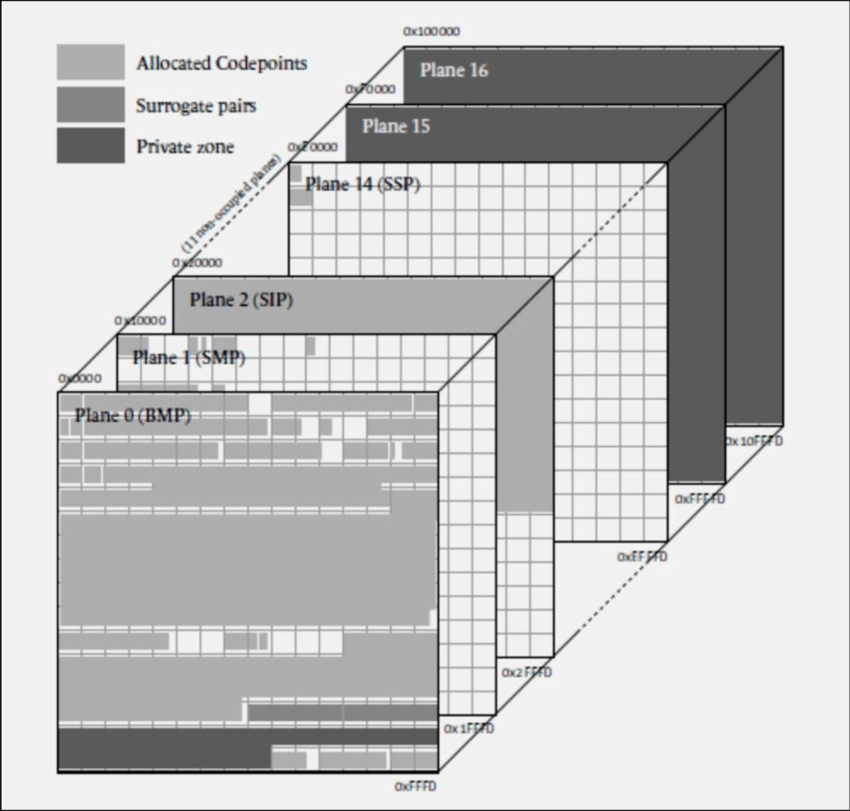 0x100000
Allocated Codepoints
Plane 16
0xF0000
Surrogate pairs
Plane 15
Private zone
Plane 14 (SSP)
(11 non-occupied planes)
0x20000
Plane 2 (SIP)
0x10000
Plane 1 (SMP)
0x0000
Plane 0 (BMP)
0x10FFFD
0xFFFFD
0xEFFFD
0x2FFFD
0x1FFFD
0xFFFD